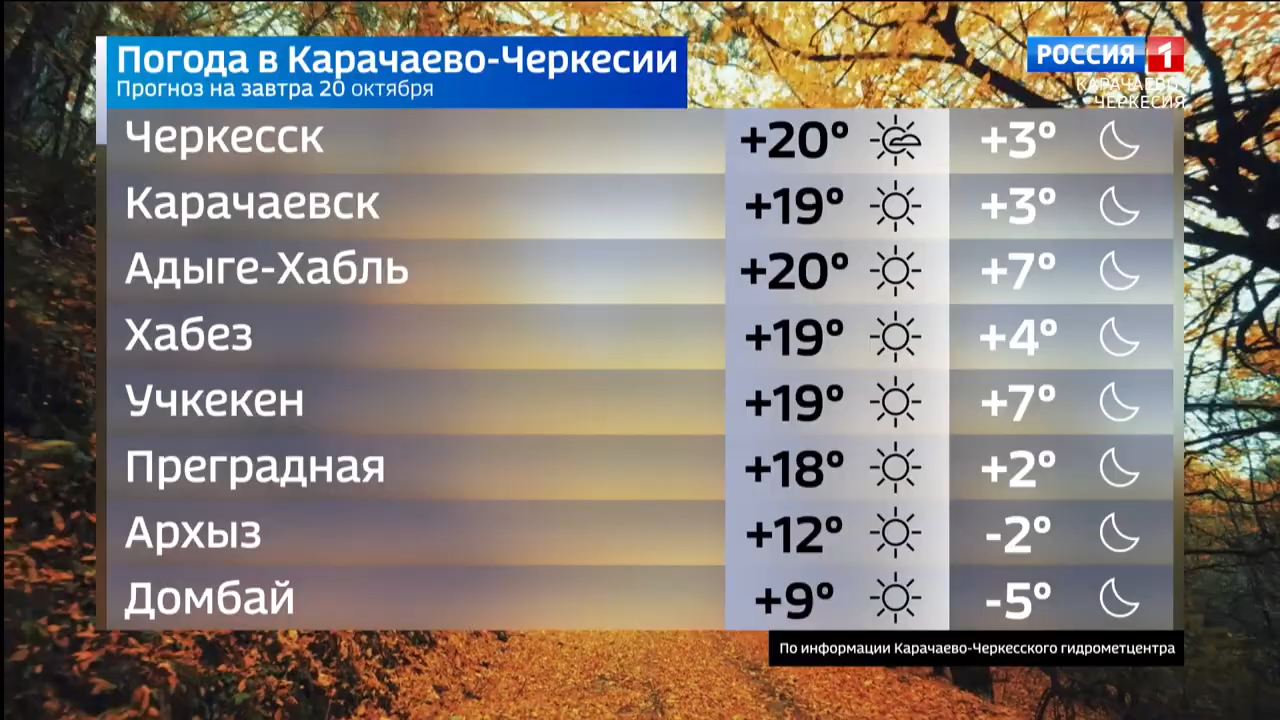 Погода в Карачаево-Черкесии
Прогноз на завтра 20 октября
РОССИЯ 1
КАРАЧАЕВО-
ЧЕРКЕСИЯ
Черкесск +20° +3°
Карачаевск +19° +3°
Адыге-Хабль +20° +7°
Хабез +19° +4°
Учкекен +19° +7°
Преградная +18° +2°
Архыз +12° -2°
Домбай +9° -5°
По информации Карачаево-Черкесского гидрометцентра